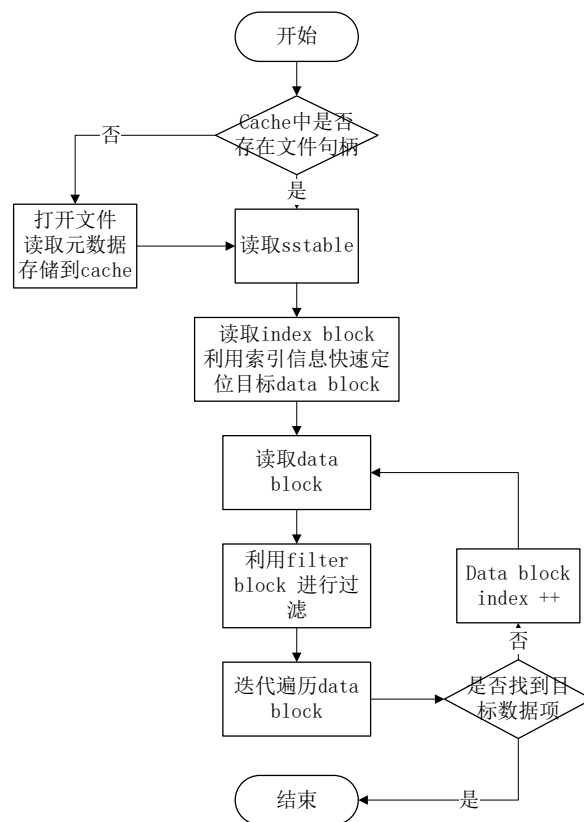 开始
Cache中是否
存在文件句柄
否
是
打开文件
读取元数据
存储到cache
读取sstable
读取index block
利用索引信息快速定
位目标data block
读取data
block
利用filter
block 进行过
滤
Data block
index ++
否
迭代遍历data
block
是否找到目
标数据项
是
结束